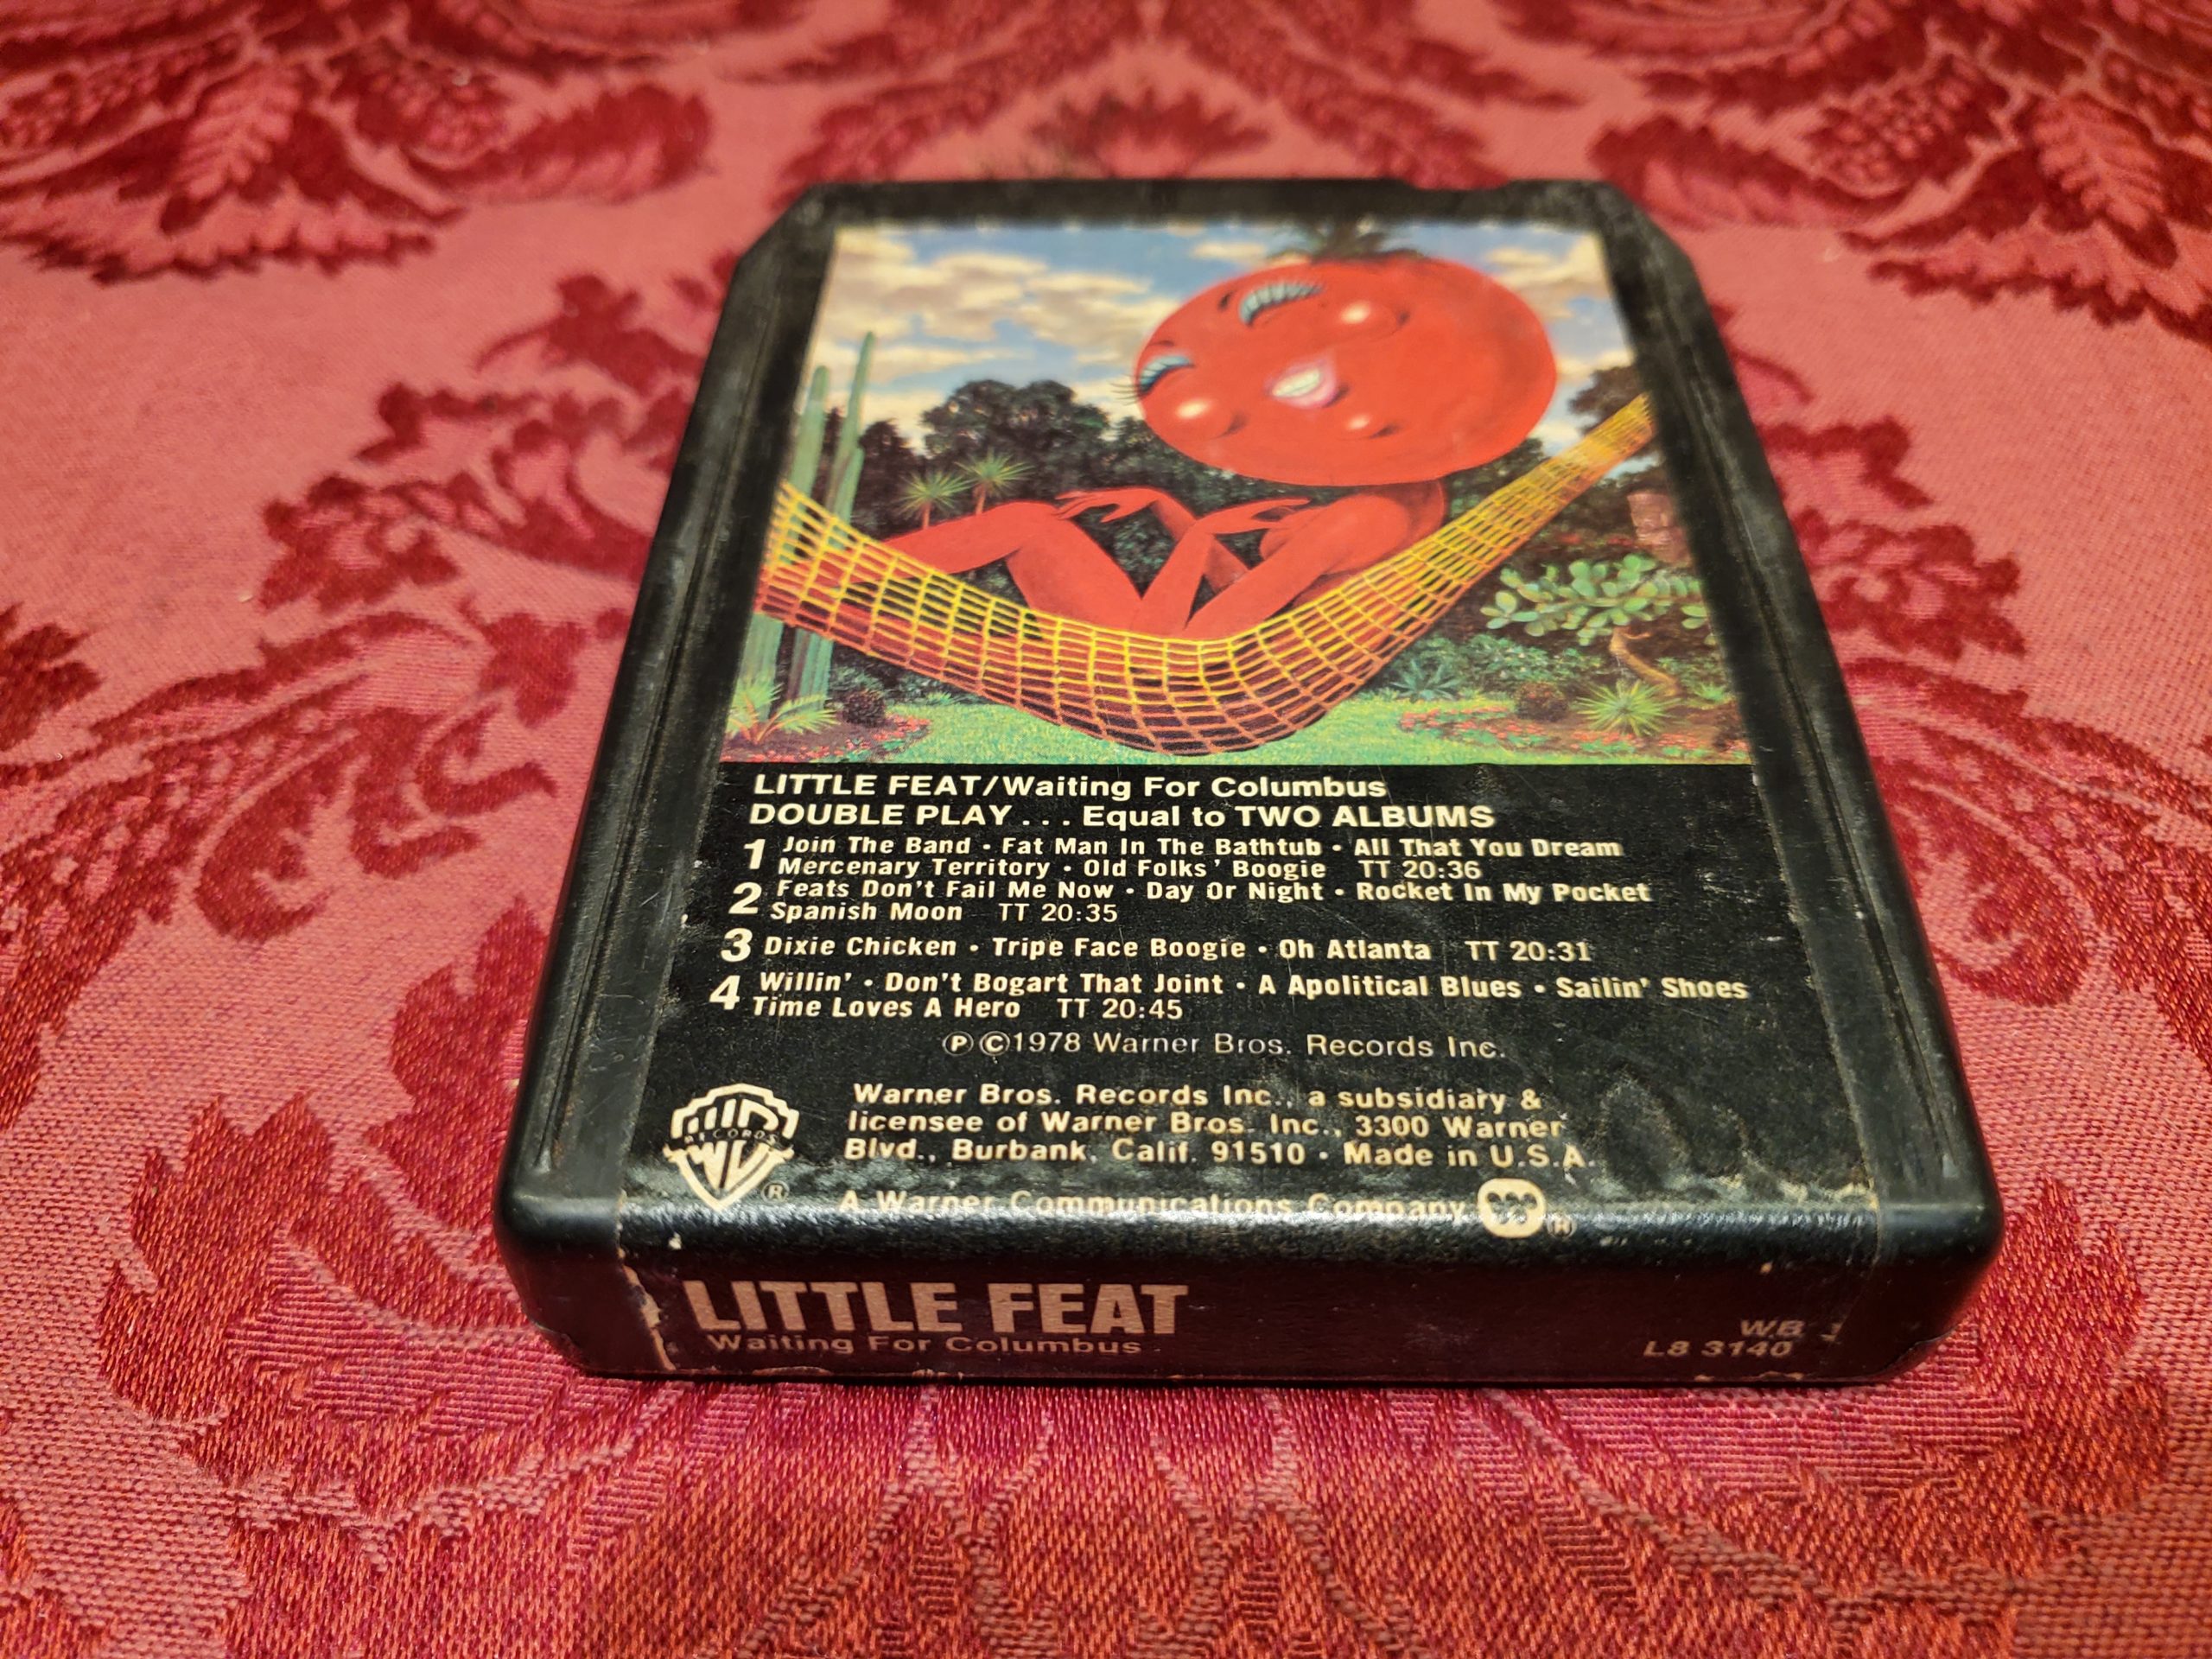 LITTLE FEAT/Waiting For Columbus
DOUBLE PLAY... Equal to TWO ALBUMS
1 Join The Band • Fat Man In The Bathtub • All That You Dream
Mercenary Territory • Old Folks' Boogie TT 20:36
2 Feats Don't Fail Me Now • Day Or Night • Rocket In My Pocket
Spanish Moon TT 20:35
3 Dixie Chicken • Tripe Face Boogie • Oh Atlanta TT 20:31
4 Willin' • Don't Bogart That Joint • A Apolitical Blues • Sailin' Shoes
Time Loves A Hero TT 20:45
Ⓟ©1978 Warner Bros. Records Inc.
Warner Bros. Records Inc., a subsidiary &
licensee of Warner Bros. Inc., 3300 Warner
Blvd., Burbank, Calif. 91510 • Made in U.S.A.
WB RECORDS ®
A Warner Communications Company ®
LITTLE FEAT
Waiting For Columbus
WB
L8 3140